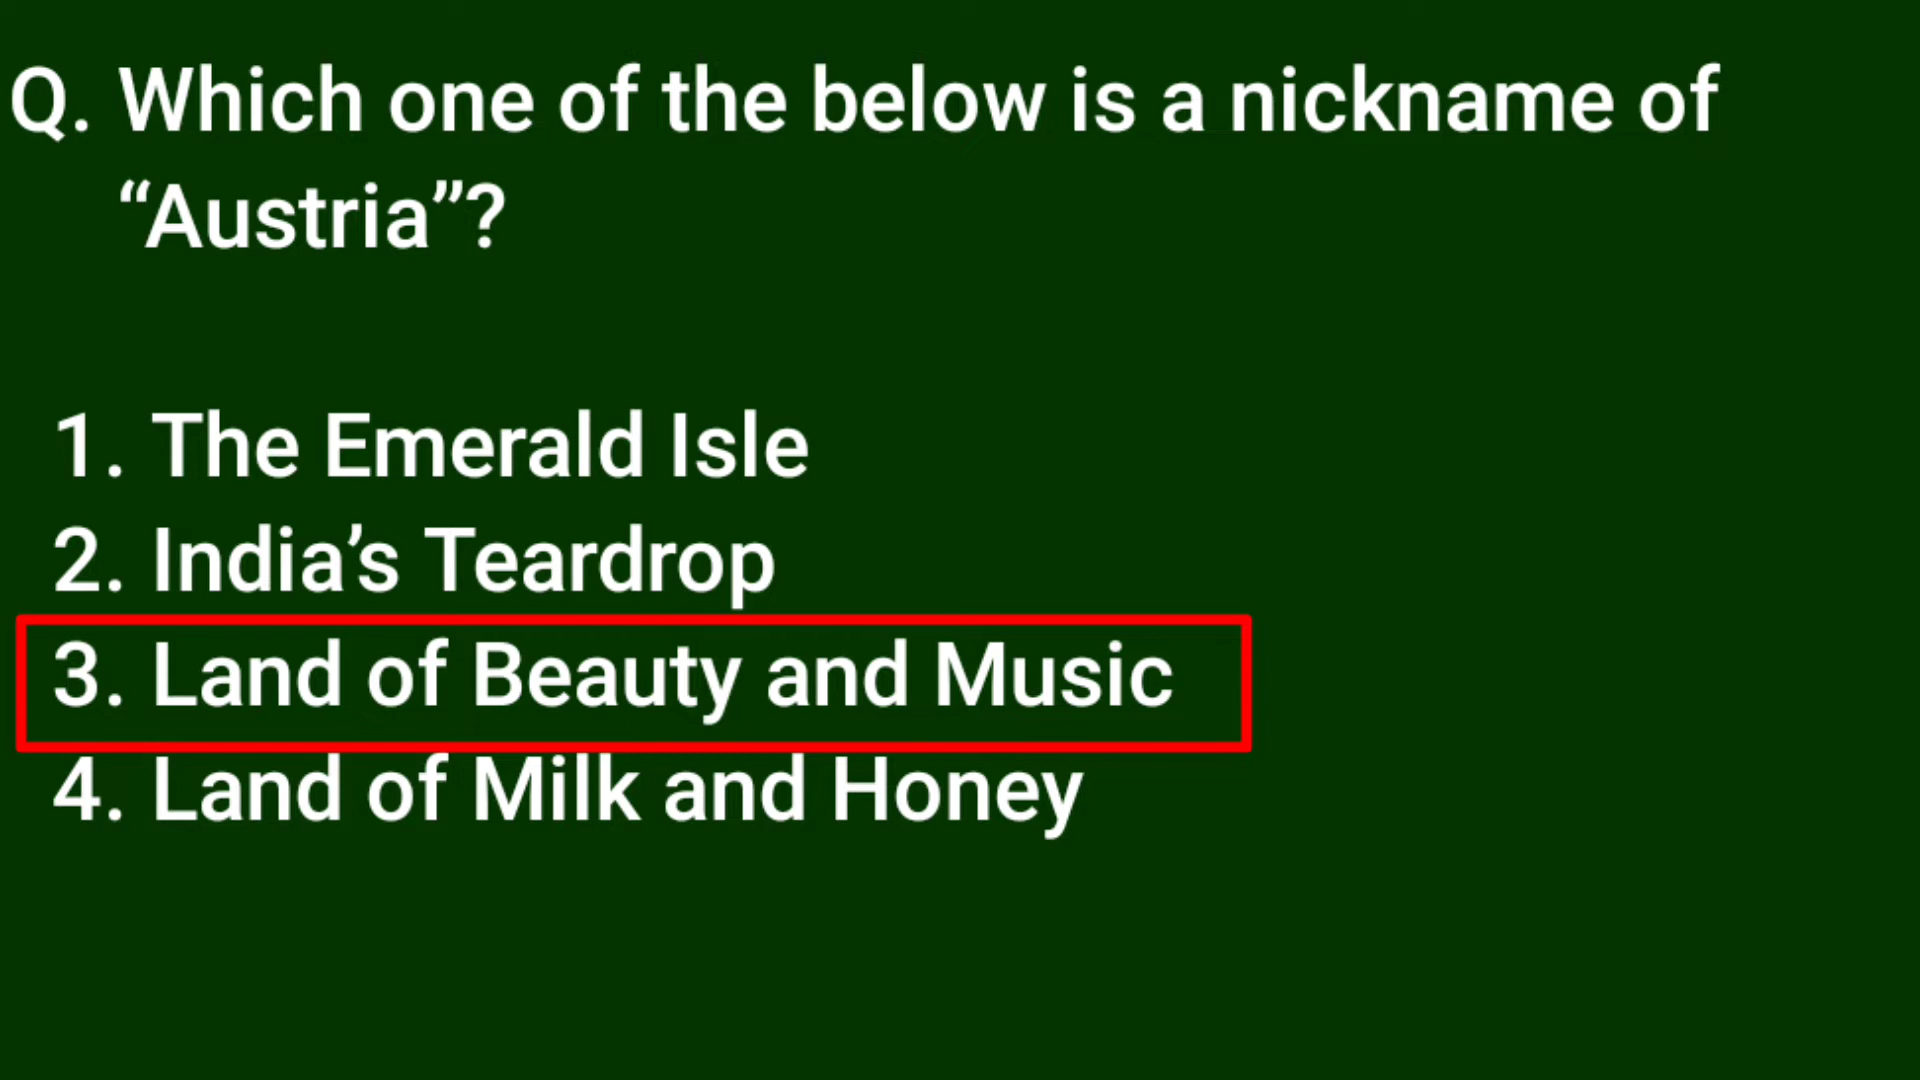 Q. Which one of the below is a nickname of
“Austria”?
1. The Emerald Isle
2. India’s Teardrop
3. Land of Beauty and Music
4. Land of Milk and Honey